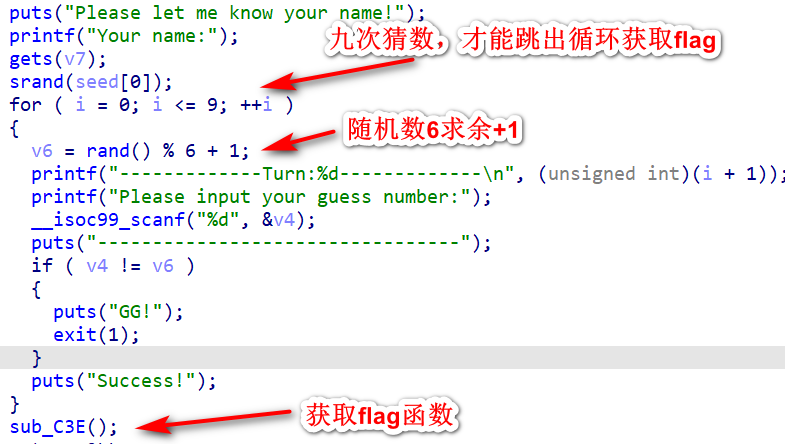 puts("Please let me know your name!");
printf("Your name:");
gets(v7);
srand(seed[0]);
for ( i = 0; i <= 9; ++i )
九次猜数，才能跳出循环获取flag
{
v6 = rand() % 6 + 1;
随机数6求余+1
printf("-------------Turn:%d-------------\n", (unsigned int)(i + 1));
printf("Please input your guess number:");
__isoc99_scanf("%d", &v4);
puts("---------------------------------");
if ( v4 != v6 )
{
puts("GG!");
exit(1);
}
puts("Success!");
}
sub_C3E();
获取flag函数